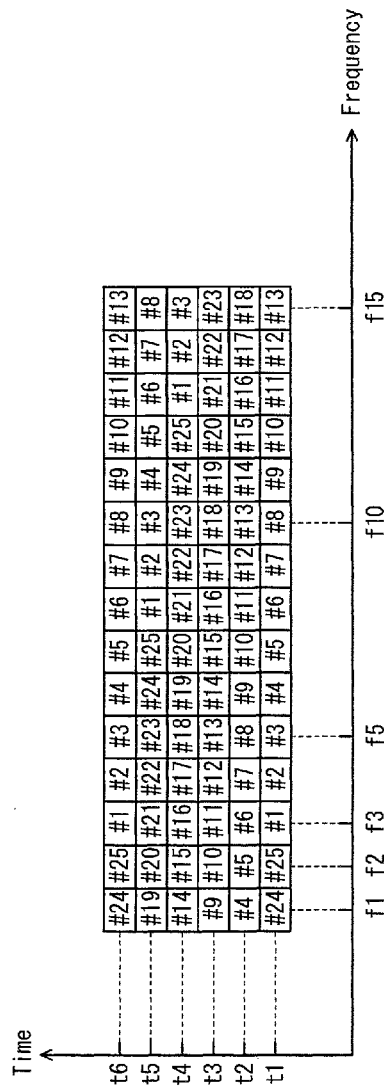 Time
t6 #24 #25 #1 #2 #3 #4 #5 #6 #7 #8 #9 #10 #11 #12 #13
t5 #19 #20 #21 #22 #23 #24 #25 #1 #2 #3 #4 #5 #6 #7 #8
t4 #14 #15 #16 #17 #18 #19 #20 #21 #22 #23 #24 #25 #1 #2 #3
t3 #9 #10 #11 #12 #13 #14 #15 #16 #17 #18 #19 #20 #21 #22 #23
t2 #4 #5 #6 #7 #8 #9 #10 #11 #12 #13 #14 #15 #16 #17 #18
t1 #24 #25 #1 #2 #3 #4 #5 #6 #7 #8 #9 #10 #11 #12 #13
f1 f2 f3 f5 f10 f15
Frequency